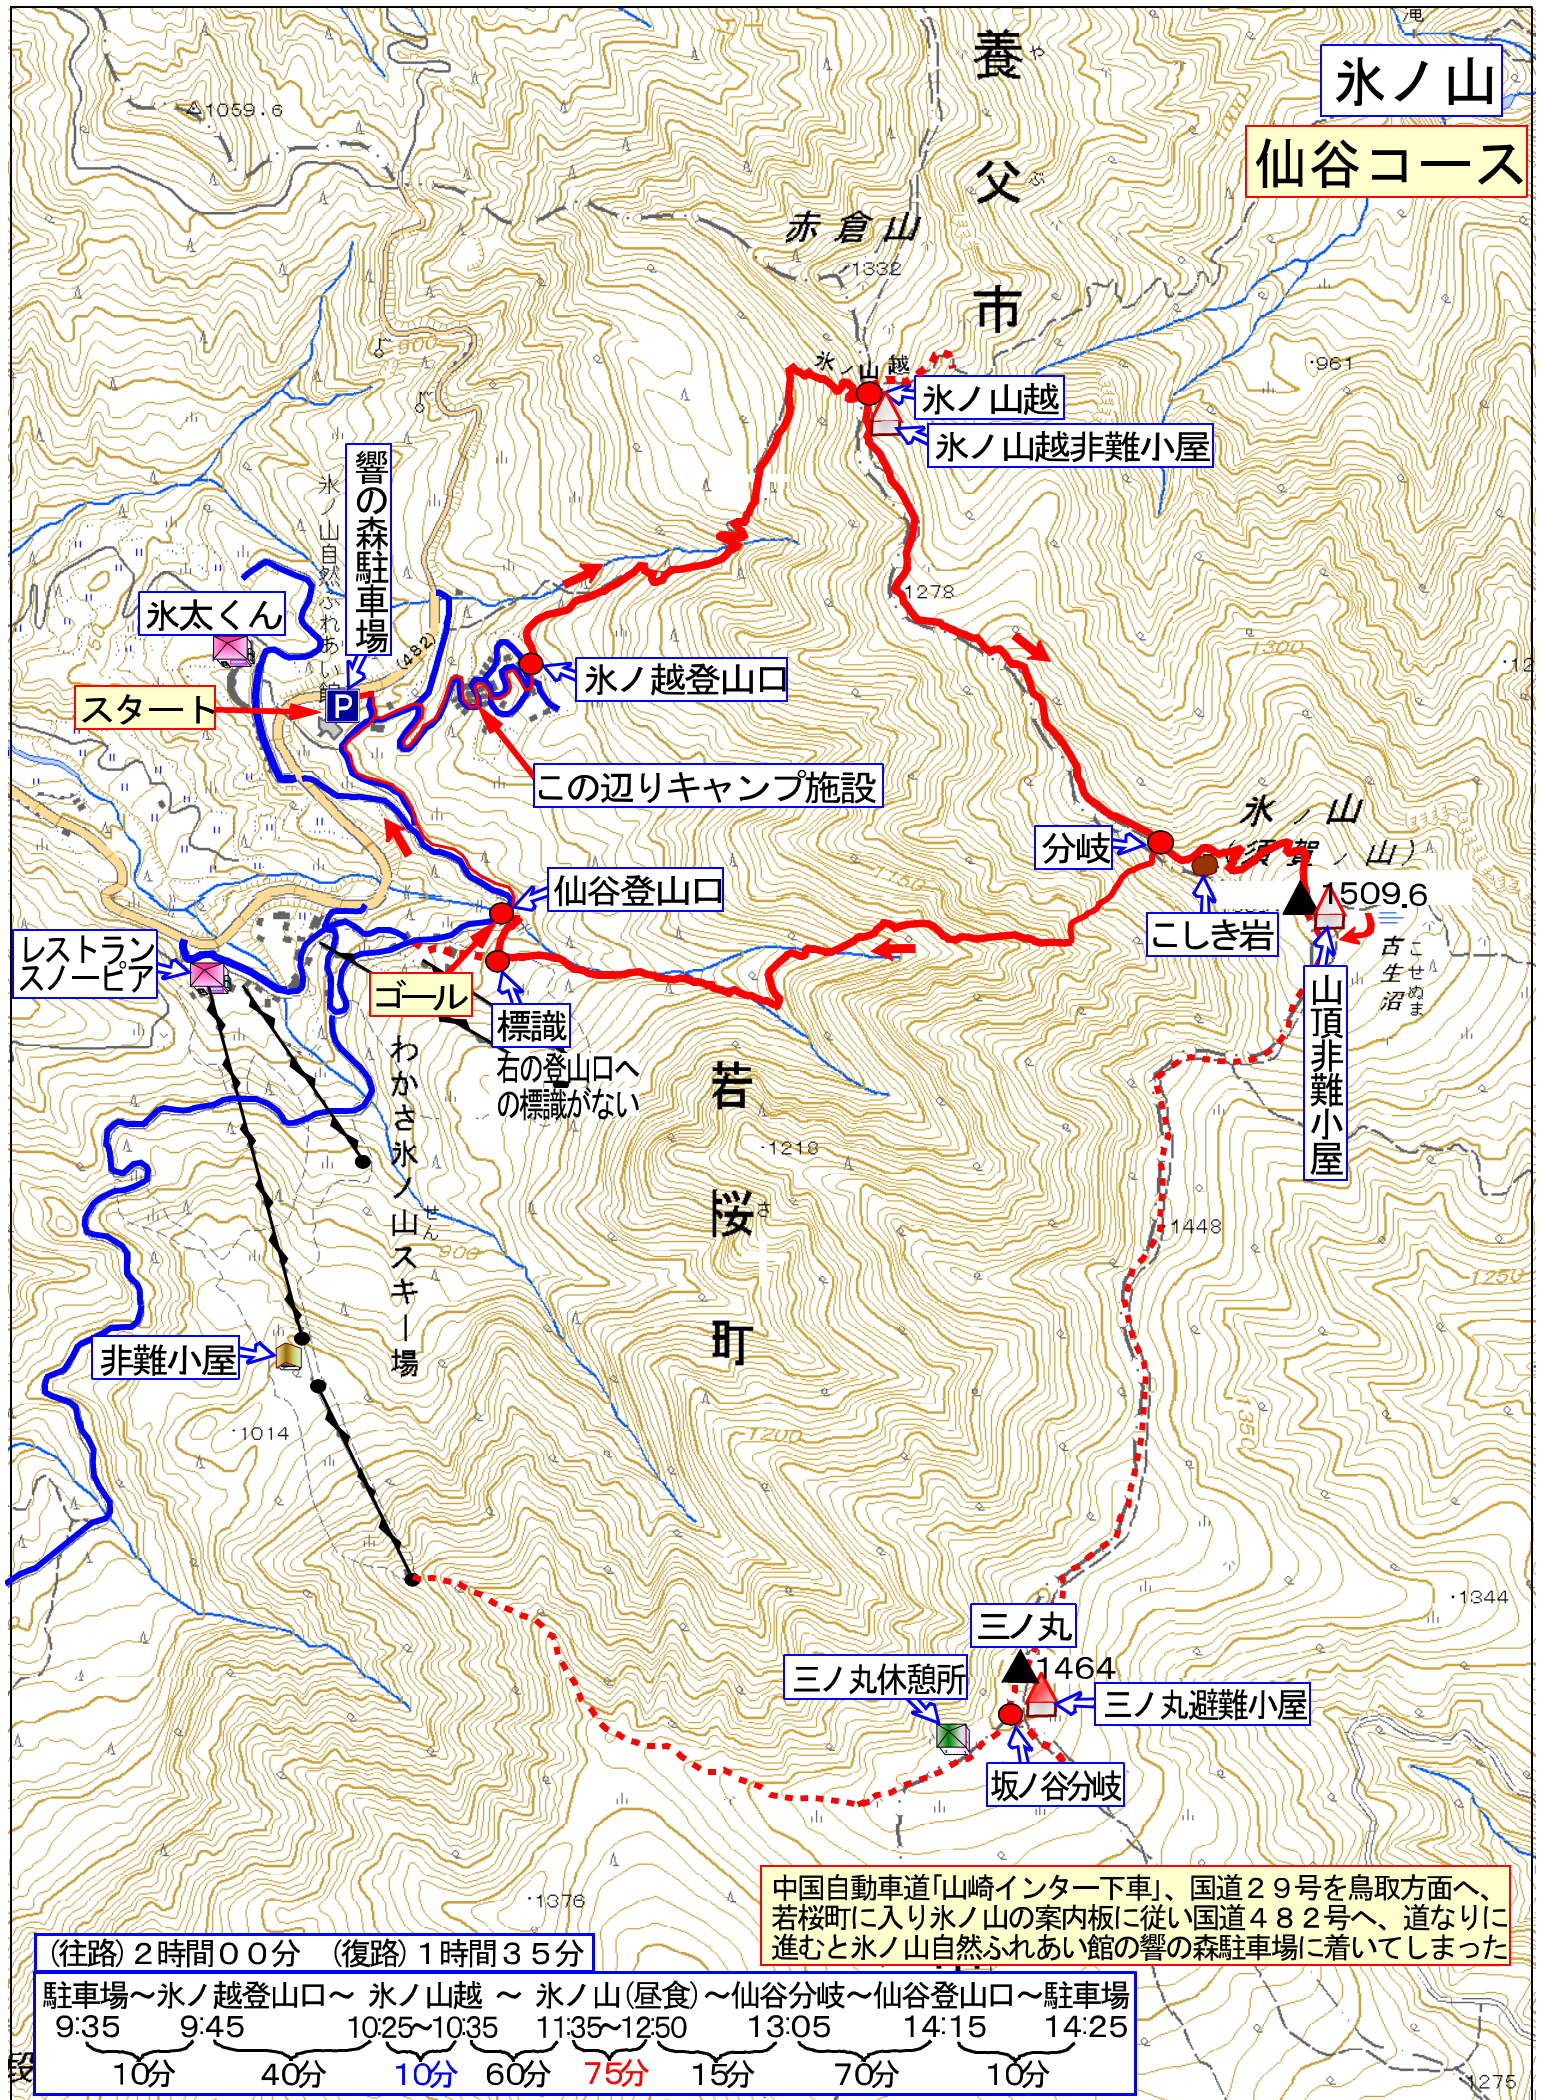 氷ノ山
仙谷コース
養父市
や
ぶ
赤倉山
1059.6
1332
900
961
氷ノ山越
氷ノ山越
氷ノ山越非難小屋
響の森駐車場
氷ノ山自然ふれあい館
氷太くん
(482)
1278
1300
氷ノ越登山口
スタート
P
この辺りキャンプ施設
分岐
氷ノ山
(須賀ノ山)
1150
1509.6
仙谷登山口
こしき岩
古生沼
こせぬま
レストラン
スノーピア
ゴール
標識
右の登山口へ
の標識がない
山頂非難小屋
わかさ氷ノ山スキー場
せん
若桜町
さ
1218
1448
900
1250
非難小屋
1014
1200
1350
1344
三ノ丸
1464
三ノ丸休憩所
三ノ丸避難小屋
坂ノ谷分岐
1376
中国自動車道「山崎インター下車」、国道29号を鳥取方面へ、
若桜町に入り氷ノ山の案内板に従い国道482号へ、道なりに
進むと氷ノ山自然ふれあい館の響の森駐車場に着いてしまった
(往路)2時間00分 (復路)1時間35分
駐車場～氷ノ越登山口～ 氷ノ山越 ～ 氷ノ山(昼食)～仙谷分岐～仙谷登山口～駐車場
9:35 9:45 10:25～10:35 11:35～12:50 13:05 14:15 14:25
10分 40分 10分 60分 75分 15分 70分 10分
段
1275